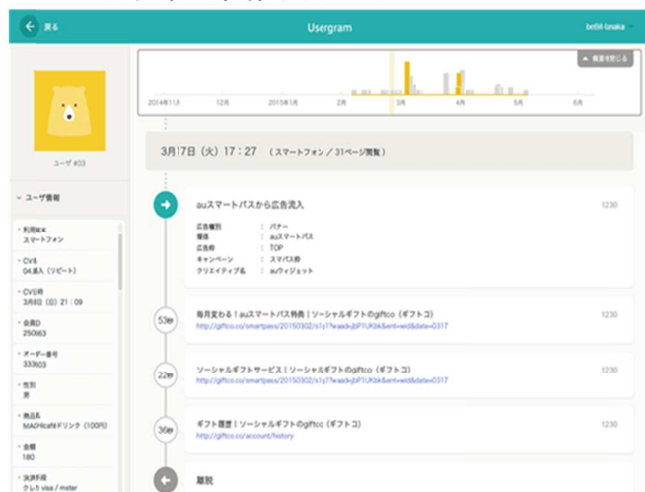 戻る
Usergram
概要を閉じる
2014年11月
12月
2015年1月
2月
3月
4月
5月
6月
ユーザ #03
3月17日 (火) 17：27 （スマートフォン / 31ページ閲覧）
ユーザ情報
auスマートパスから広告流入
1230
広告種別 ： バナー
媒体 ： auスマートパス
広告枠 ： TOP
キャンペーン ： スマパス枠
クリエイティブ名 ： auウィジェット
スマートフォン
・CV名
04.購入（リピート）
・CV日時
3月8日 (日) 21：09
・会員ID
・オーダー番号
・性別
男
・商品名
・金額
180
・決済手段
53秒
毎月変わる！auスマートパス特典 | ソーシャルギフトのgiftco（ギフトコ）
1230
22秒
ソーシャルギフトサービス | ソーシャルギフトのgiftco（ギフトコ）
1230
36秒
ギフト履歴 | ソーシャルギフトのgiftco（ギフトコ）
http://giftco.co/account/history
1230
離脱